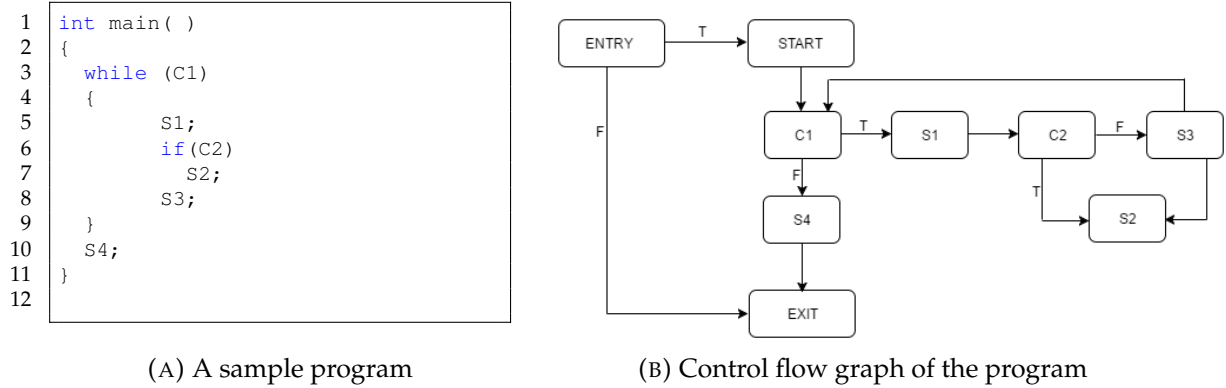 1 int main( )
2 {
3 while (C1)
4 {
5 S1;
6 if(C2)
7 S2;
8 S3;
9 }
10 S4;
11 }
12
(A) A sample program
ENTRY T START
F
C1 T S1 C2 F S3
F T
S4 S2
EXIT
(B) Control flow graph of the program